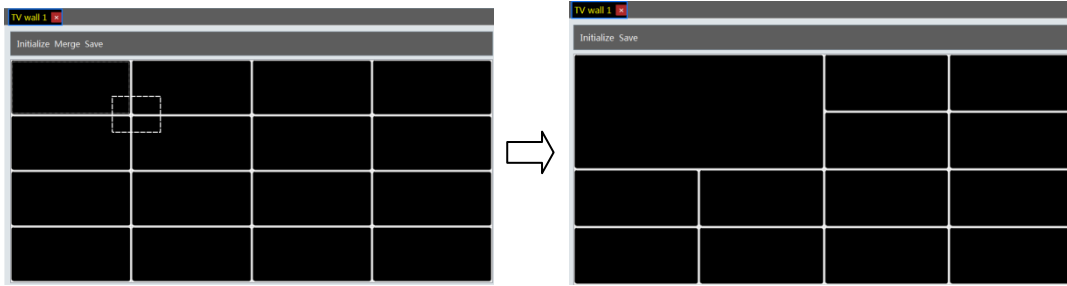 TV wall 1
Initialize Merge Save
TV wall 1
Initialize Save